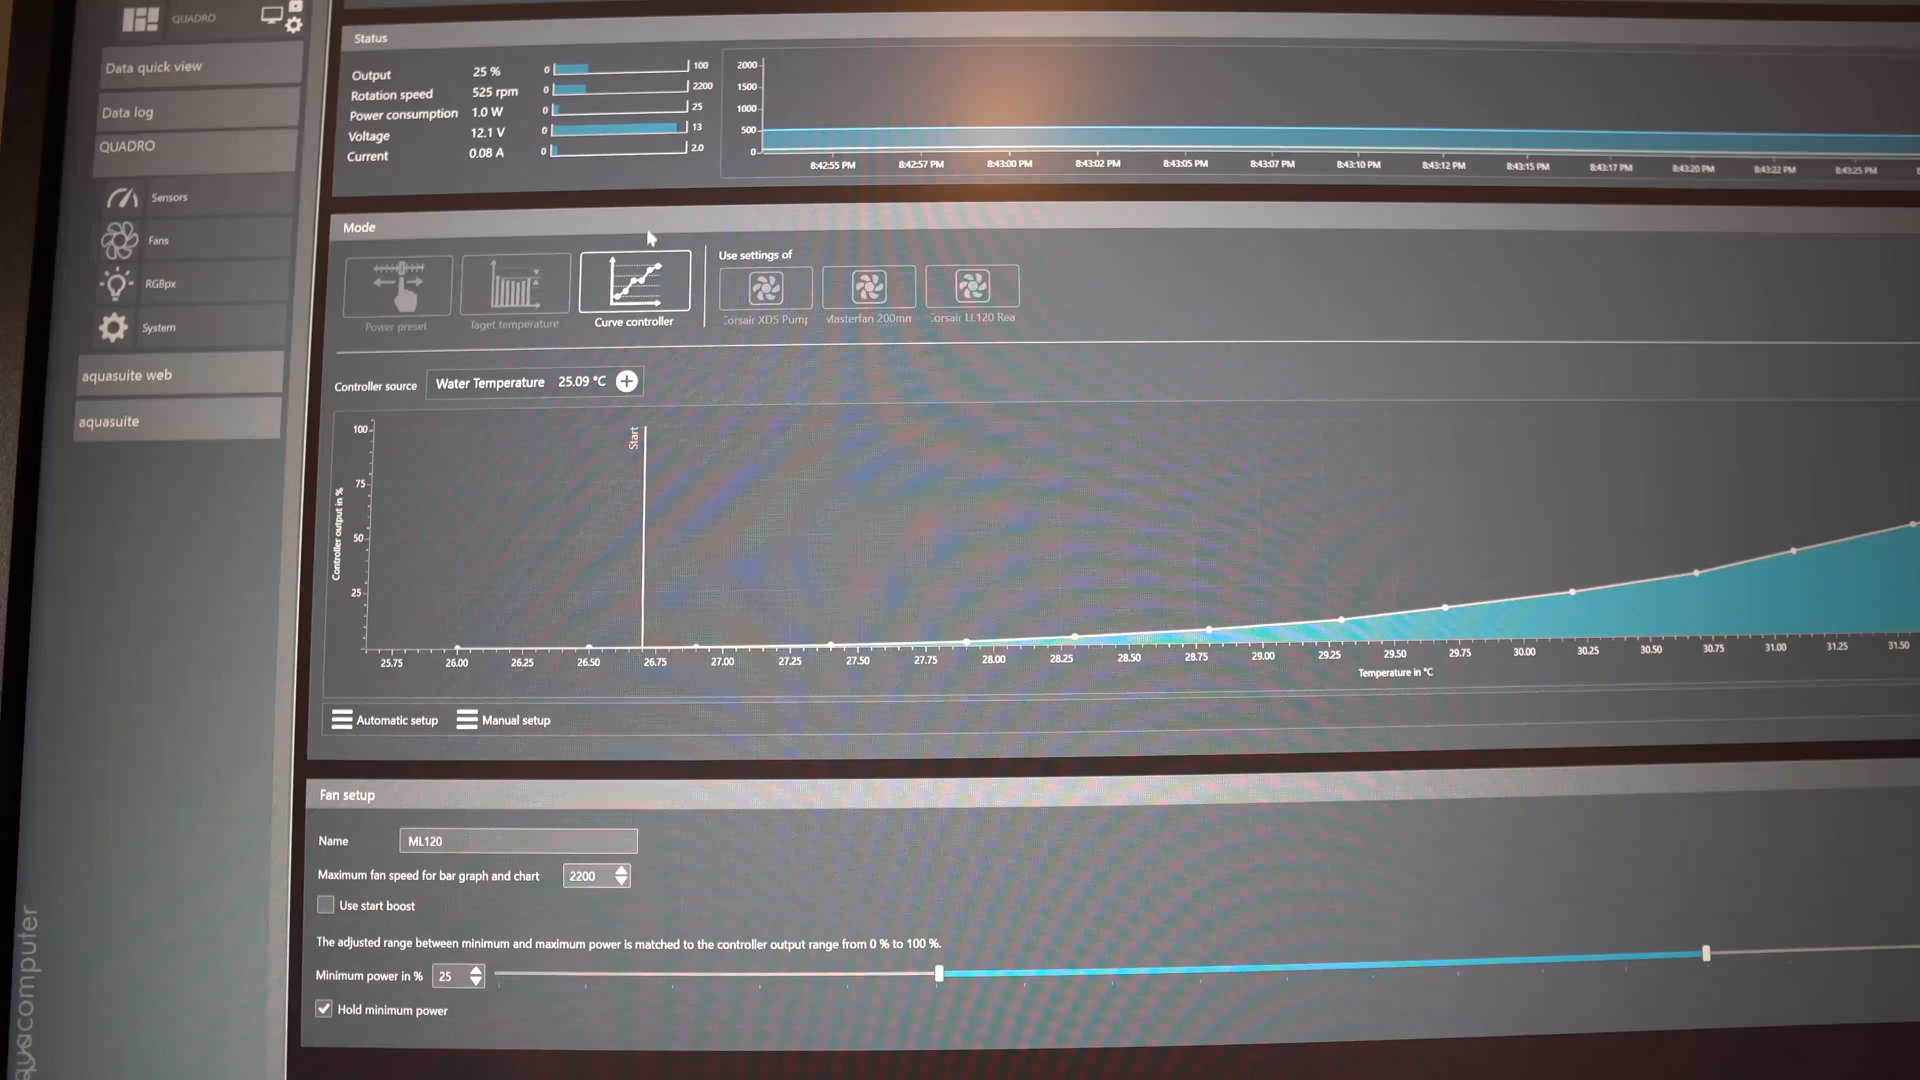 QUADRO
Data quick view
Data log
QUADRO
Sensors
Fans
RGBpx
System
aquasuite web
aquasuite
Status
Output 25 % 0 100
Rotation speed 525 rpm 0 2200
Power consumption 1.0 W 0 25
Voltage 12.1 V 0 13
Current 0.08 A 0 2.0
2000
1500
1000
500
0
8:42:55 PM 8:42:57 PM 8:43:00 PM 8:43:02 PM 8:43:05 PM 8:43:07 PM 8:43:10 PM 8:43:12 PM 8:43:15 PM 8:43:17 PM 8:43:20 PM 8:43:22 PM 8:43:25 PM
Mode
Power preset
Taget temperature
Curve controller
Use settings of
orsair XD5 Pump
Masterfan 200mn
orsair LL120 Rea
Controller source Water Temperature 25.09 °C
Controller output in %
100
75
50
25
Start
25.75 26.00 26.25 26.50 26.75 27.00 27.25 27.50 27.75 28.00 28.25 28.50 28.75 29.00 29.25 29.50 29.75 30.00 30.25 30.50 30.75 31.00 31.25 31.50
Temperature in °C
Automatic setup Manual setup
Fan setup
Name ML120
Maximum fan speed for bar graph and chart 2200
Use start boost
The adjusted range between minimum and maximum power is matched to the controller output range from 0 % to 100 %.
Minimum power in % 25
Hold minimum power
aquacomputer